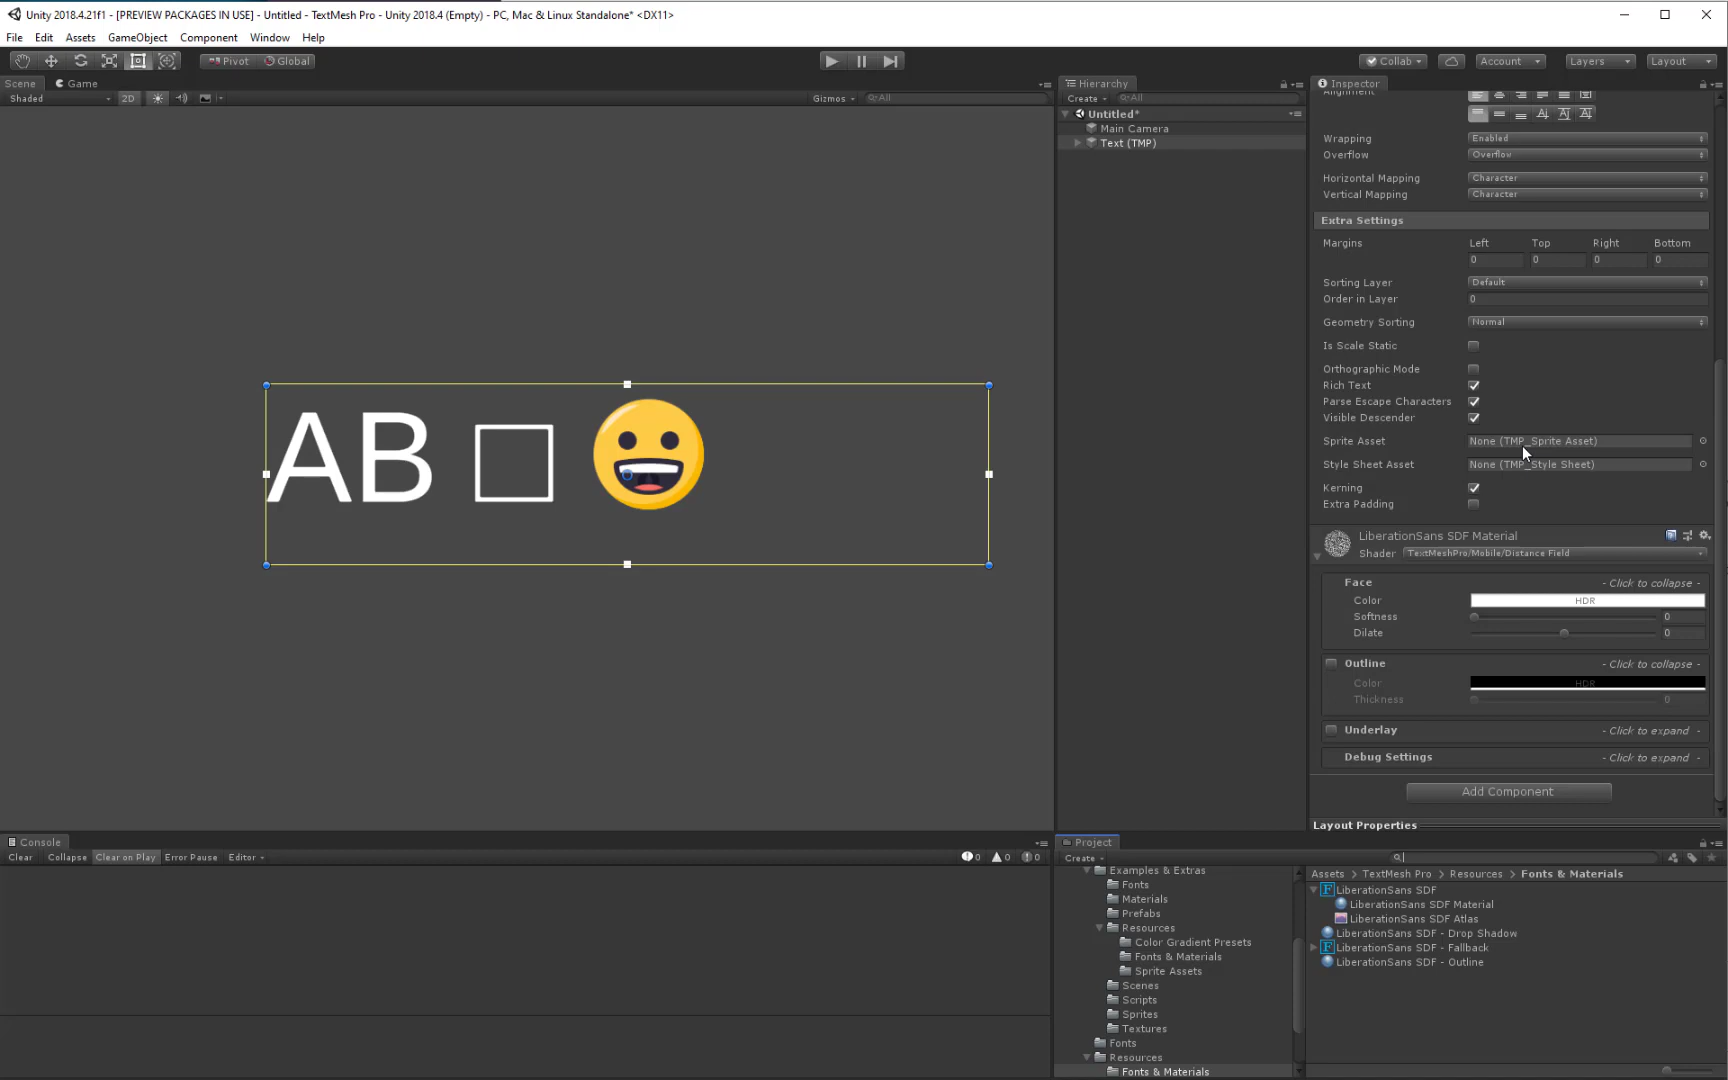 Unity 2018.4.21f1 - [PREVIEW PACKAGES IN USE] - Untitled - TextMesh Pro - Unity 2018.4 (Empty) - PC, Mac & Linux Standalone* <DX11>
File Edit Assets GameObject Component Window Help
Pivot Global Collab Account Layers Layout
Scene Game
Shaded 2D Gizmos All
AB □ 😀
Hierarchy
Create All
Untitled*
Main Camera
Text (TMP)
Inspector
Alignment
Wrapping Enabled
Overflow Overflow
Horizontal Mapping Character
Vertical Mapping Character
Extra Settings
Margins Left Top Right Bottom
0 0 0 0
Sorting Layer Default
Order in Layer 0
Geometry Sorting Normal
Is Scale Static
Orthographic Mode
Rich Text
Parse Escape Characters
Visible Descender
Sprite Asset None (TMP_Sprite Asset)
Style Sheet Asset None (TMP_Style Sheet)
Kerning
Extra Padding
LiberationSans SDF Material
Shader TextMeshPro/Mobile/Distance Field
Face - Click to collapse -
Color HDR
Softness 0
Dilate 0
Outline - Click to collapse -
Color HDR
Thickness 0
Underlay - Click to expand -
Debug Settings - Click to expand -
Add Component
Layout Properties
Console
Clear Collapse Clear on Play Error Pause Editor 0 0 0
Project
Create
Examples & Extras
Fonts
Materials
Prefabs
Resources
Color Gradient Presets
Fonts & Materials
Sprite Assets
Scenes
Scripts
Sprites
Textures
Fonts
Resources
Fonts & Materials
Assets TextMesh Pro Resources Fonts & Materials
LiberationSans SDF
LiberationSans SDF Material
LiberationSans SDF Atlas
LiberationSans SDF - Drop Shadow
LiberationSans SDF - Fallback
LiberationSans SDF - Outline